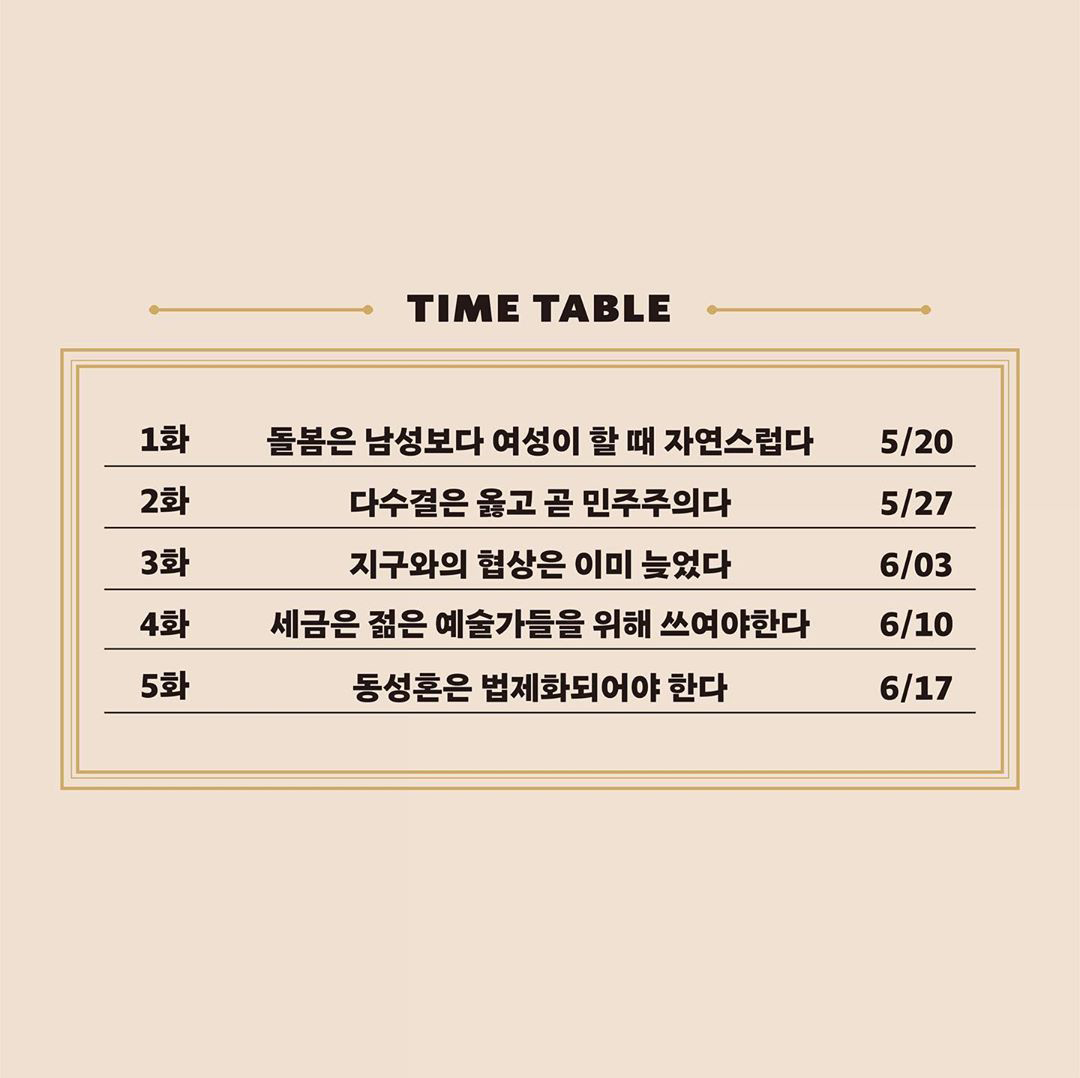 TIME TABLE
1화 돌봄은 남성보다 여성이 할 때 자연스럽다 5/20
2화 다수결은 옳고 곧 민주주의다 5/27
3화 지구와의 협상은 이미 늦었다 6/03
4화 세금은 젊은 예술가들을 위해 쓰여야한다 6/10
5화 동성혼은 법제화되어야 한다 6/17